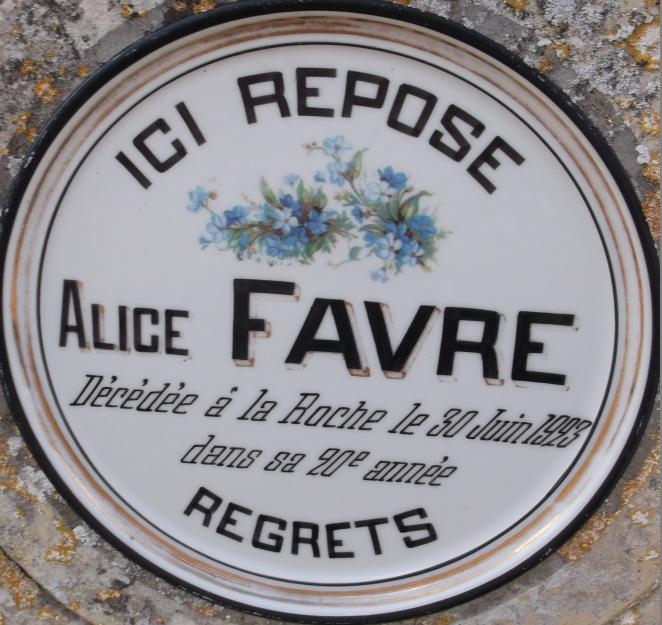 ICI REPOSE
ALICE FAVRE
Décédée à la Roche le 30 Juin 1923
dans sa 20e année
REGRETS